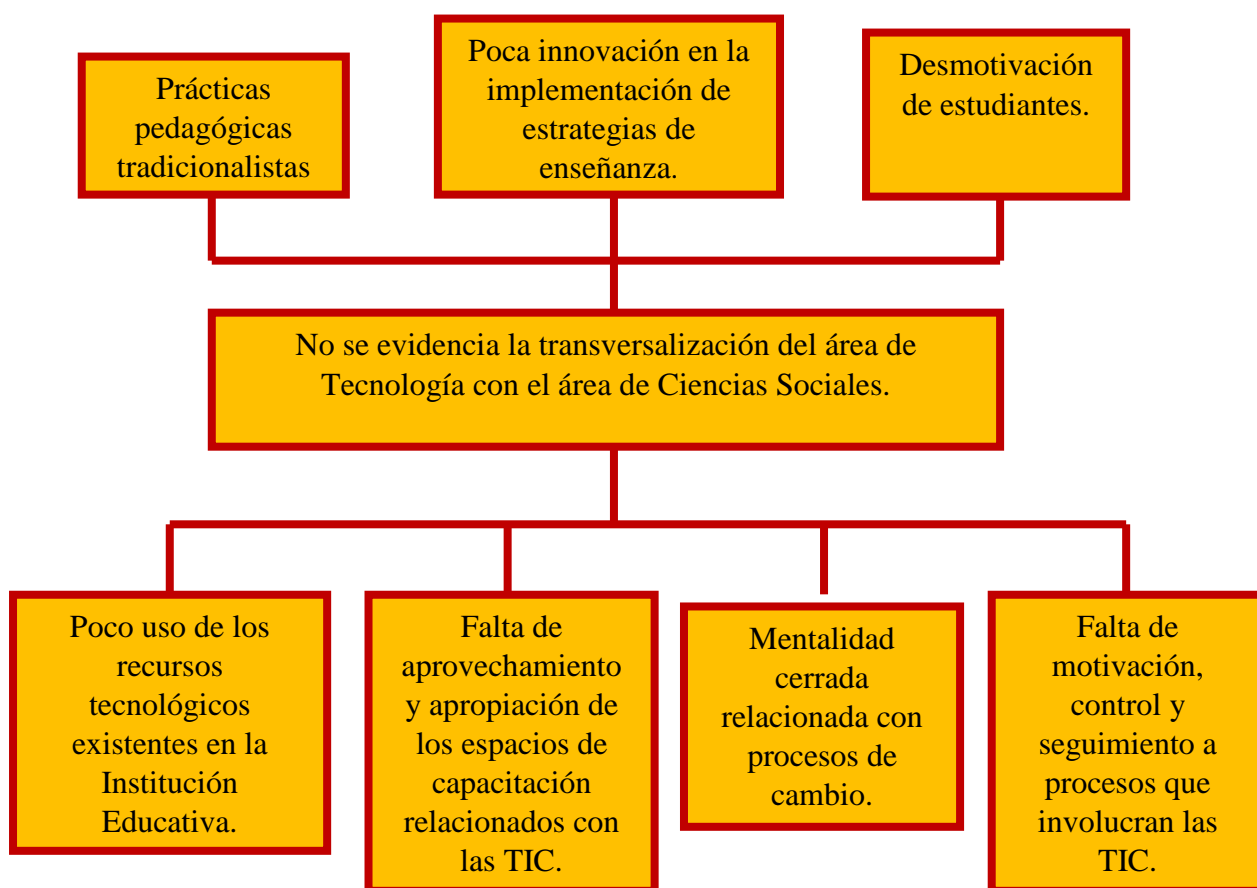 Prácticas
pedagógicas
tradicionalistas
Poca innovación en la
implementación de
estrategias de
enseñanza.
Desmotivación
de estudiantes.
No se evidencia la transversalización del área de
Tecnología con el área de Ciencias Sociales.
Poco uso de los
recursos
tecnológicos
existentes en la
Institución
Educativa.
Falta de
aprovechamiento
y apropiación de
los espacios de
capacitación
relacionados con
las TIC.
Mentalidad
cerrada
relacionada con
procesos de
cambio.
Falta de
motivación,
control y
seguimiento a
procesos que
involucran las
TIC.